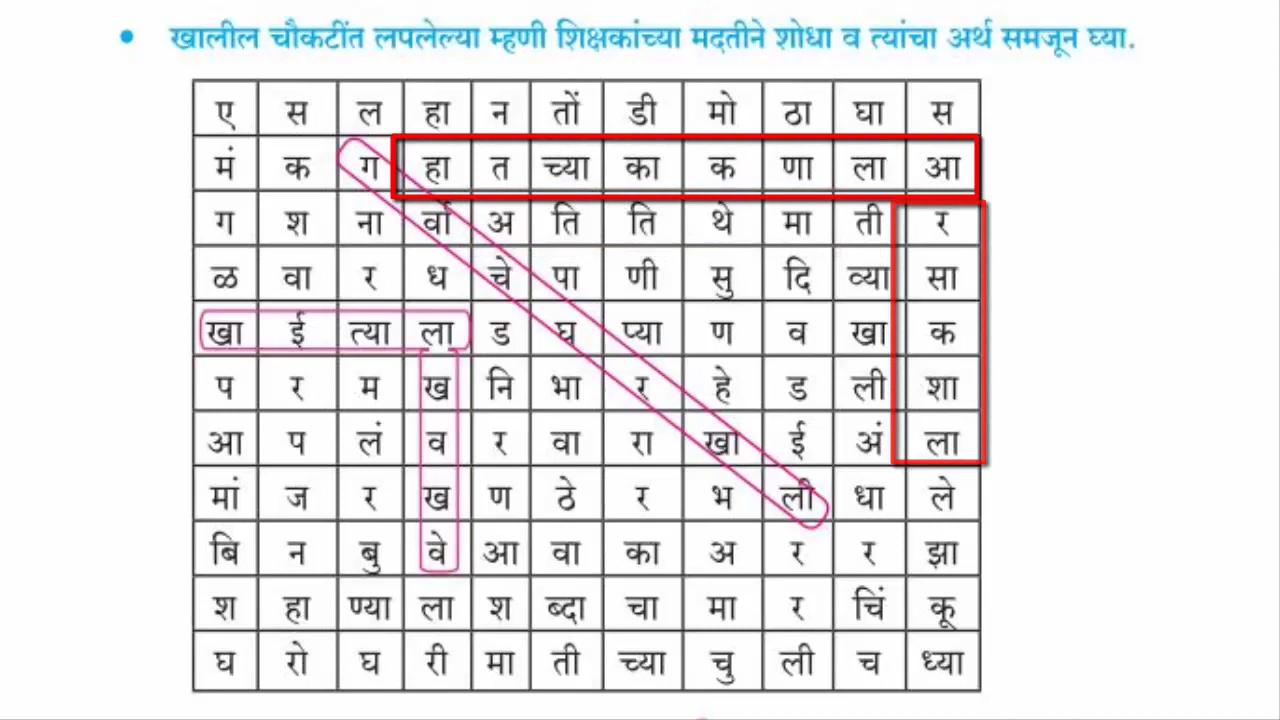 • खालील चौकटींत लपलेल्या म्हणी शिक्षकांच्या मदतीने शोधा व त्यांचा अर्थ समजून घ्या.
ए स ल हा न तों डी मो ठा घा स
मं क ग हा त च्या का क णा ला आ
ग श ना र्वा अ ति ति थे मा ती र
ळ वा र ध चे पा णी सु दि व्या सा
खा ई त्या ला ड घ प्या ण व खा क
प र म ख नि भा र हे ड ली शा
आ प लं व र वा रा खा ई अं ला
मां ज र ख ण ठे र भ ली धा ले
बि न बु वे आ वा का अ र र झा
श हा ण्या ला श ब्दा चा मा र चिं कू
घ रो घ री मा ती च्या चु ली च ध्या